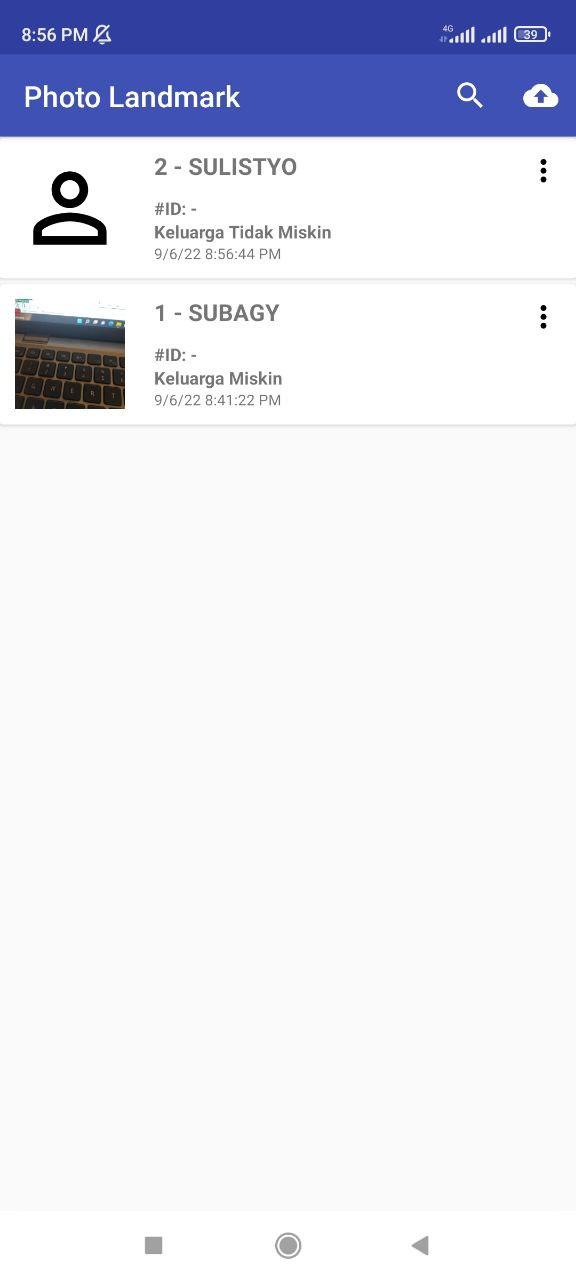 8:56 PM 4G 39
Photo Landmark
2 - SULISTYO
#ID: -
Keluarga Tidak Miskin
9/6/22 8:56:44 PM
1 - SUBAGY
#ID: -
Keluarga Miskin
9/6/22 8:41:22 PM